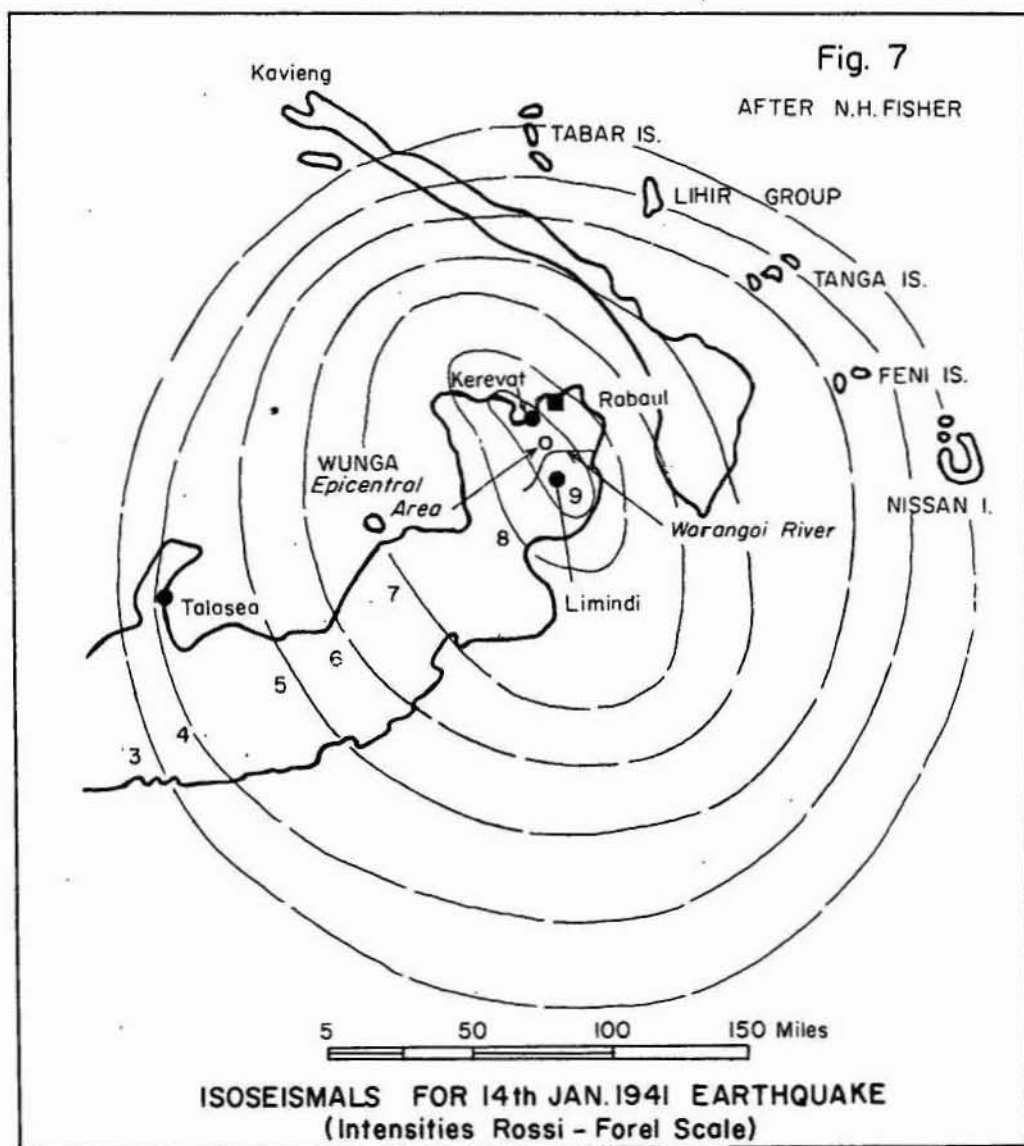 Fig. 7
AFTER N.H. FISHER
Kavieng
TABAR IS.
LIHIR GROUP
TANGA IS.
FENI IS.
NISSAN I.
Kerevat
Rabaul
WUNGA
Epicentral
Area
9
8
Warangoi River
7
Limindi
Talasea
6
5
4
3
5 50 100 150 Miles
ISOSEISMALS FOR 14th JAN. 1941 EARTHQUAKE
(Intensities Rossi - Forel Scale)